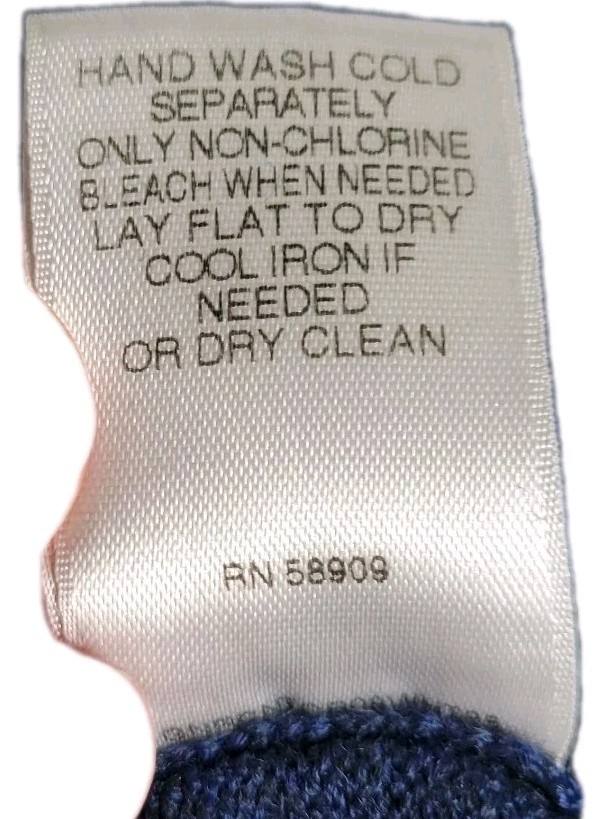 HAND WASH COLD
SEPARATELY
ONLY NON-CHLORINE
BLEACH WHEN NEEDED
LAY FLAT TO DRY
COOL IRON IF
NEEDED
OR DRY CLEAN
RN 58909